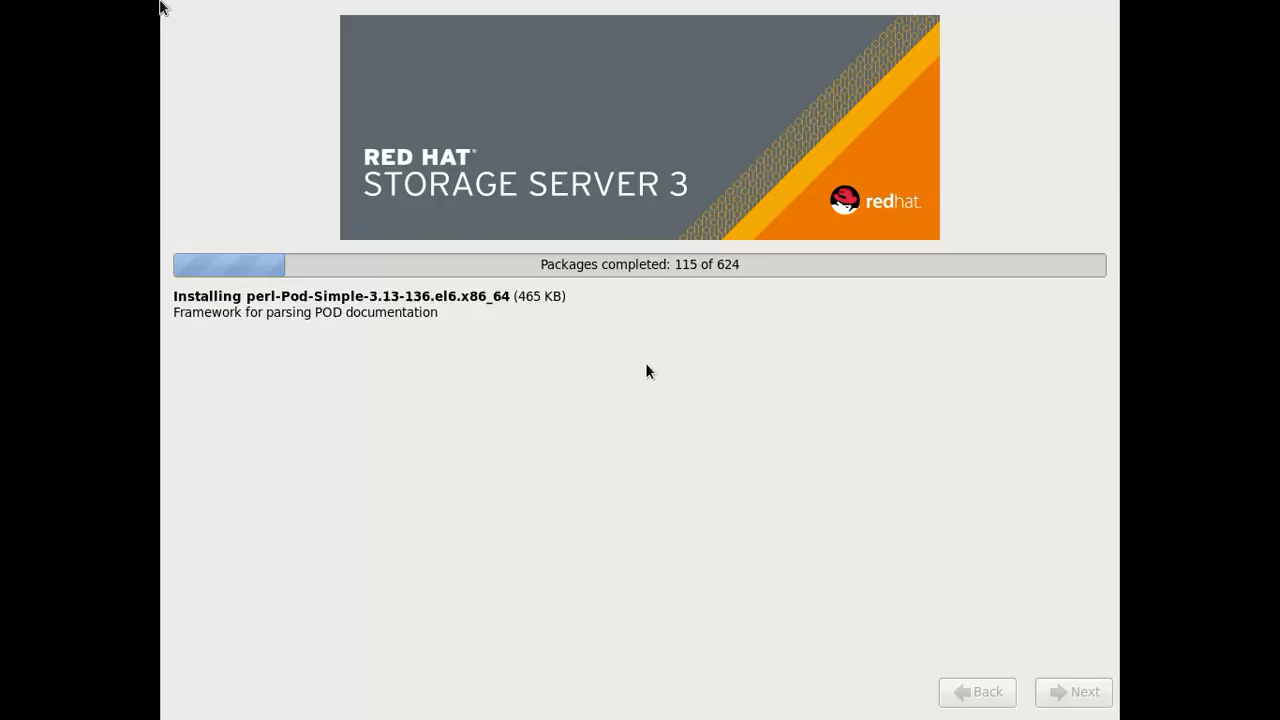 RED HAT®
STORAGE SERVER 3
redhat.
Packages completed: 115 of 624
Installing perl-Pod-Simple-3.13-136.el6.x86_64 (465 KB)
Framework for parsing POD documentation
Back
Next